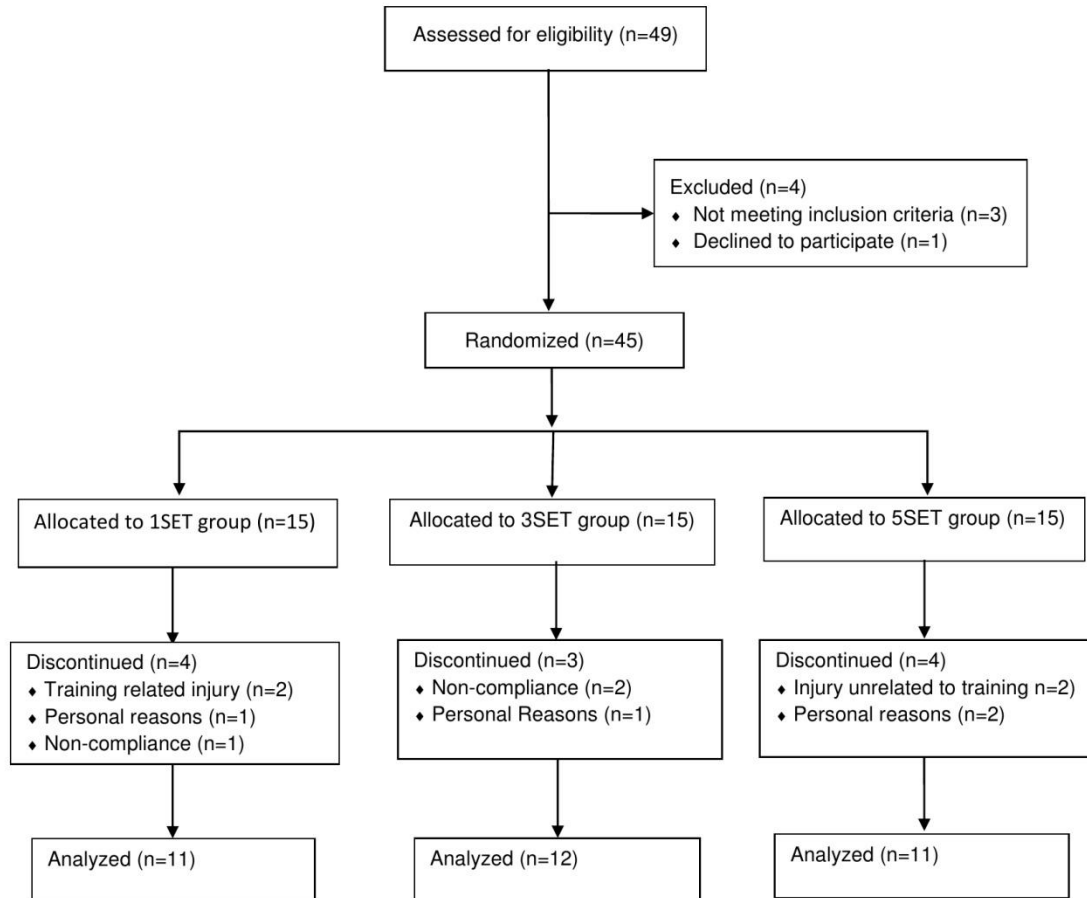 Assessed for eligibility (n=49)
Excluded (n=4)
♦ Not meeting inclusion criteria (n=3)
♦ Declined to participate (n=1)
Randomized (n=45)
Allocated to 1SET group (n=15)
Allocated to 3SET group (n=15)
Allocated to 5SET group (n=15)
Discontinued (n=4)
♦ Training related injury (n=2)
♦ Personal reasons (n=1)
♦ Non-compliance (n=1)
Discontinued (n=3)
♦ Non-compliance (n=2)
♦ Personal Reasons (n=1)
Discontinued (n=4)
♦ Injury unrelated to training n=2)
♦ Personal reasons (n=2)
Analyzed (n=11)
Analyzed (n=12)
Analyzed (n=11)